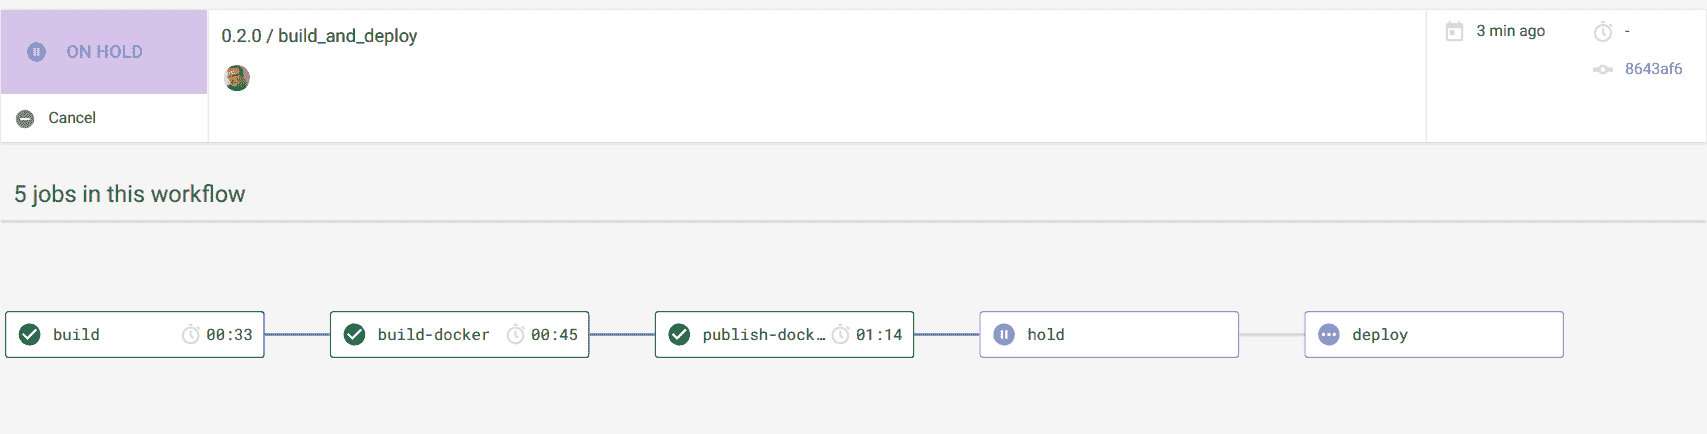 ON HOLD
Cancel
0.2.0 / build_and_deploy
3 min ago
-
8643af6
5 jobs in this workflow
build 00:33
build-docker 00:45
publish-dock… 01:14
hold
deploy